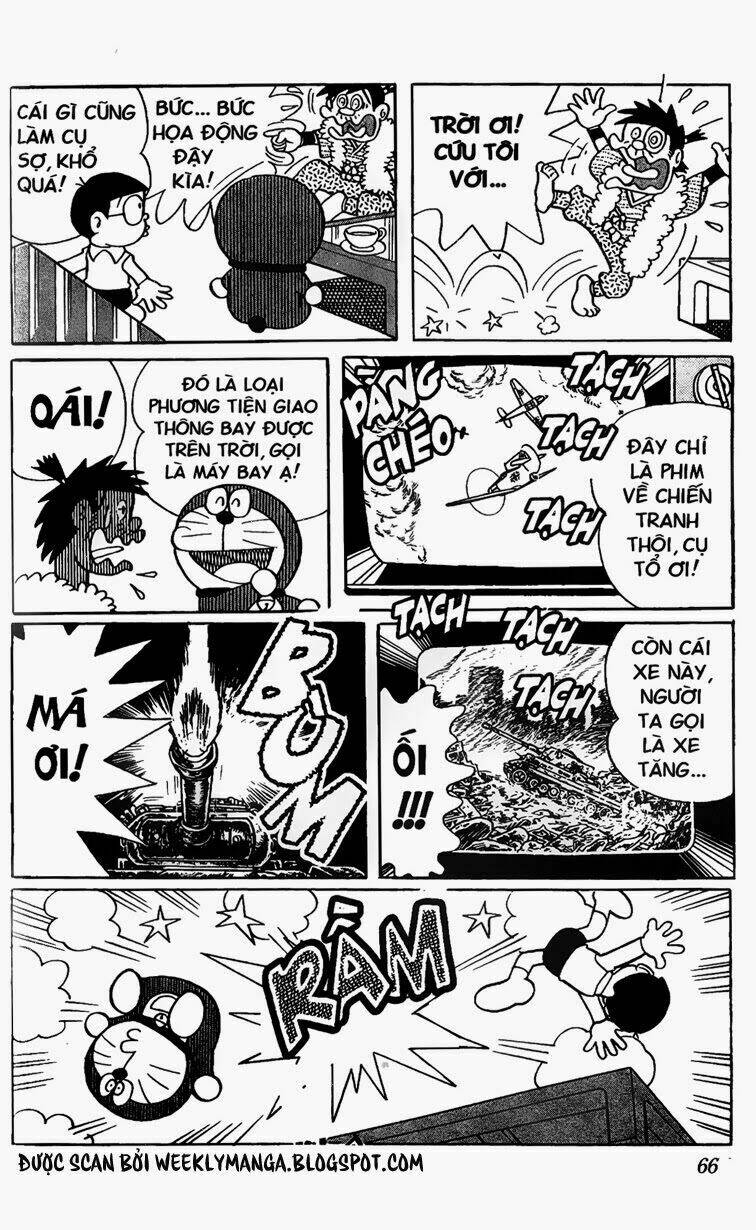 TRỜI ƠI!
CỨU TÔI
VỚI...
BỨC... BỨC
HỌA ĐỘNG
ĐẬY
KÌA!
CÁI GÌ CŨNG
LÀM CỤ
SỢ, KHỔ
QUÁ!
TẠCH
TẠCH
TẠCH
ĐÂY CHỈ
LÀ PHIM
VỀ CHIẾN
TRANH
THÔI, CỤ
TỔ ƠI!
PẰNG
CHÉO
ĐÓ LÀ LOẠI
PHƯƠNG TIỆN GIAO
THÔNG BAY ĐƯỢC
TRÊN TRỜI, GỌI
LÀ MÁY BAY Ạ!
OÁI!
CÒN CÁI
XE NÀY,
NGƯỜI
TA GỌI
LÀ XE
TĂNG...
TẠCH
TẠCH
TẠCH
ỐI
!!!
BÙM
MÁ
ƠI!
RẦM
ĐƯỢC SCAN BỞI WEEKLYMANGA.BLOGSPOT.COM
66